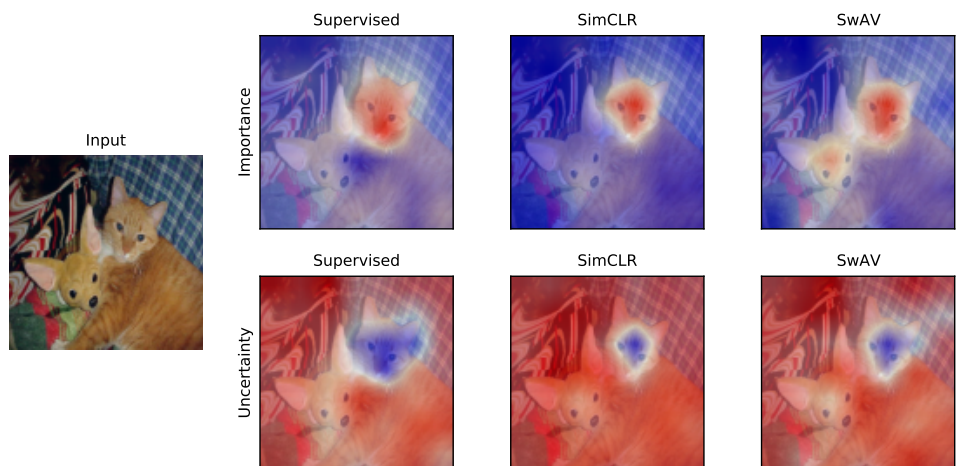 Supervised
SimCLR
SwAV
Input
Importance
Supervised
SimCLR
SwAV
Uncertainty